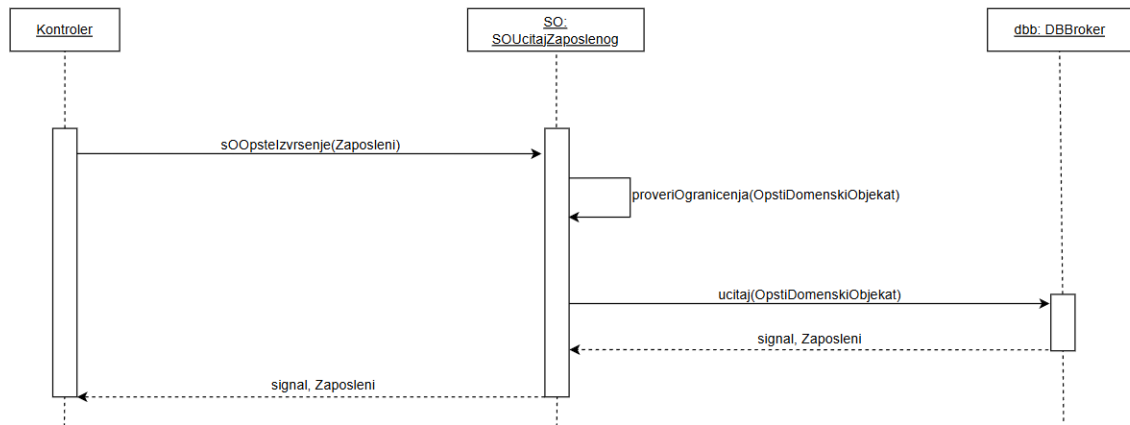 Kontroler
SO:
SOUcitajZaposlenog
dbb: DBBroker
sOOpsteIzvrsenje(Zaposleni)
proveriOgranicenja(OpstiDomenskiObjekat)
ucitaj(OpstiDomenskiObjekat)
signal, Zaposleni
signal, Zaposleni